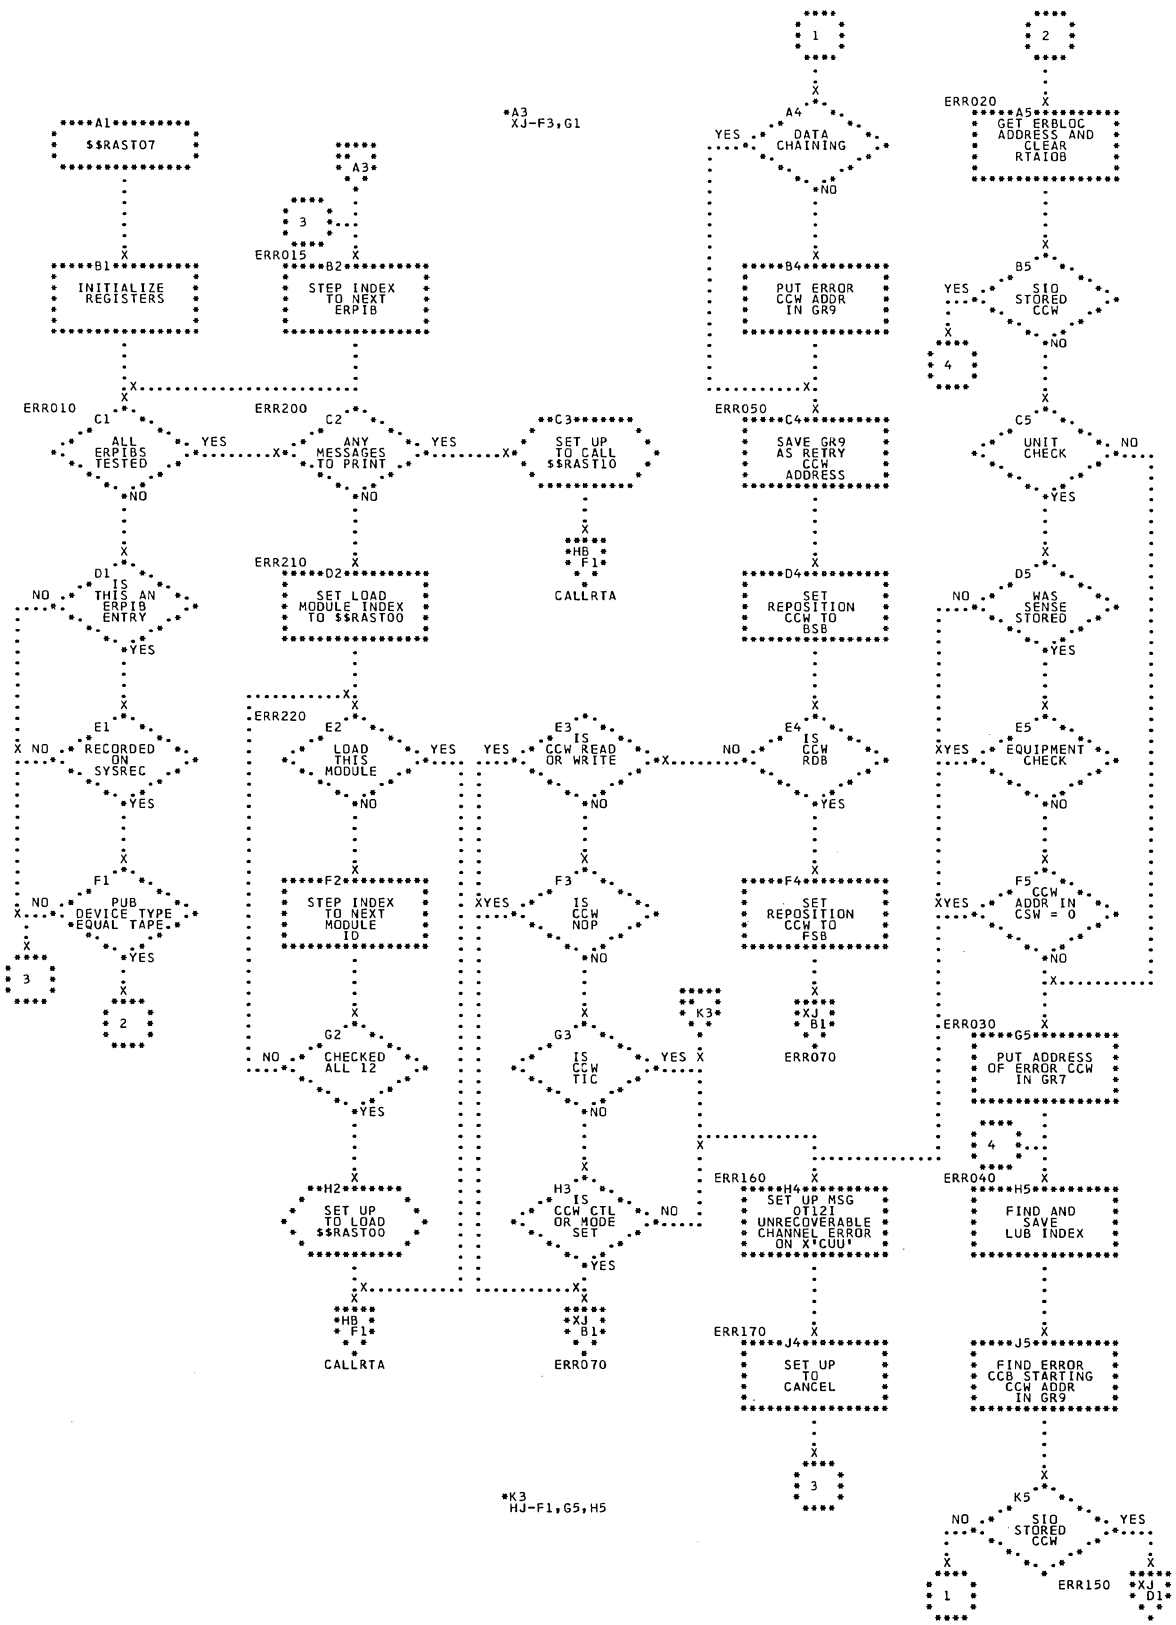 1
2
*A3
XJ-F3,G1
A4
DATA
CHAINING
YES
NO
ERR020
A5
GET ERBLOC
ADDRESS AND
CLEAR
RTAIOB
A1
$$RAST07
A3
3
ERR015
B1
INITIALIZE
REGISTERS
B2
STEP INDEX
TO NEXT
ERPIB
B4
PUT ERROR
CCW ADDR
IN GR9
B5
SIO
STORED
CCW
YES
NO
4
ERR010
C1
ALL
ERPIBS
TESTED
YES
NO
ERR200
C2
ANY
MESSAGES
TO PRINT
YES
NO
C3
SET UP
TO CALL
$$RAST10
HB
F1
CALLRTA
ERR050
C4
SAVE GR9
AS RETRY
CCW
ADDRESS
C5
UNIT
CHECK
NO
YES
D1
IS
THIS AN
ERPIB
ENTRY
NO
YES
ERR210
D2
SET LOAD
MODULE INDEX
TO $$RAST00
D4
SET
REPOSITION
CCW TO
BSB
D5
WAS
SENSE
STORED
NO
YES
E1
RECORDED
ON
SYSREC
NO
YES
ERR220
E2
LOAD
THIS
MODULE
YES
NO
E3
IS
CCW READ
OR WRITE
YES
NO
E4
IS
CCW
RDB
NO
YES
E5
EQUIPMENT
CHECK
YES
NO
F1
PUB
DEVICE TYPE
EQUAL TAPE
NO
YES
3
2
F2
STEP INDEX
TO NEXT
MODULE
ID
F3
IS
CCW
NOP
YES
NO
F4
SET
REPOSITION
CCW TO
FSB
XJ
B1
ERR070
F5
CCW
ADDR IN
CSW = 0
YES
NO
G2
CHECKED
ALL 12
NO
YES
G3
IS
CCW
TIC
YES
NO
K3
ERR030
G5
PUT ADDRESS
OF ERROR CCW
IN GR7
4
H2
SET UP
TO LOAD
$$RAST00
HB
F1
CALLRTA
H3
IS
CCW CTL
OR MODE
SET
NO
YES
XJ
B1
ERR070
ERR160
H4
SET UP MSG
0T12I
UNRECOVERABLE
CHANNEL ERROR
ON X'CUU'
ERR040
H5
FIND AND
SAVE
LUB INDEX
ERR170
J4
SET UP
TO
CANCEL
3
J5
FIND ERROR
CCB STARTING
CCW ADDR
IN GR9
*K3
HJ-F1,G5,H5
K5
SIO
STORED
CCW
NO
YES
1
ERR150
XJ
D1